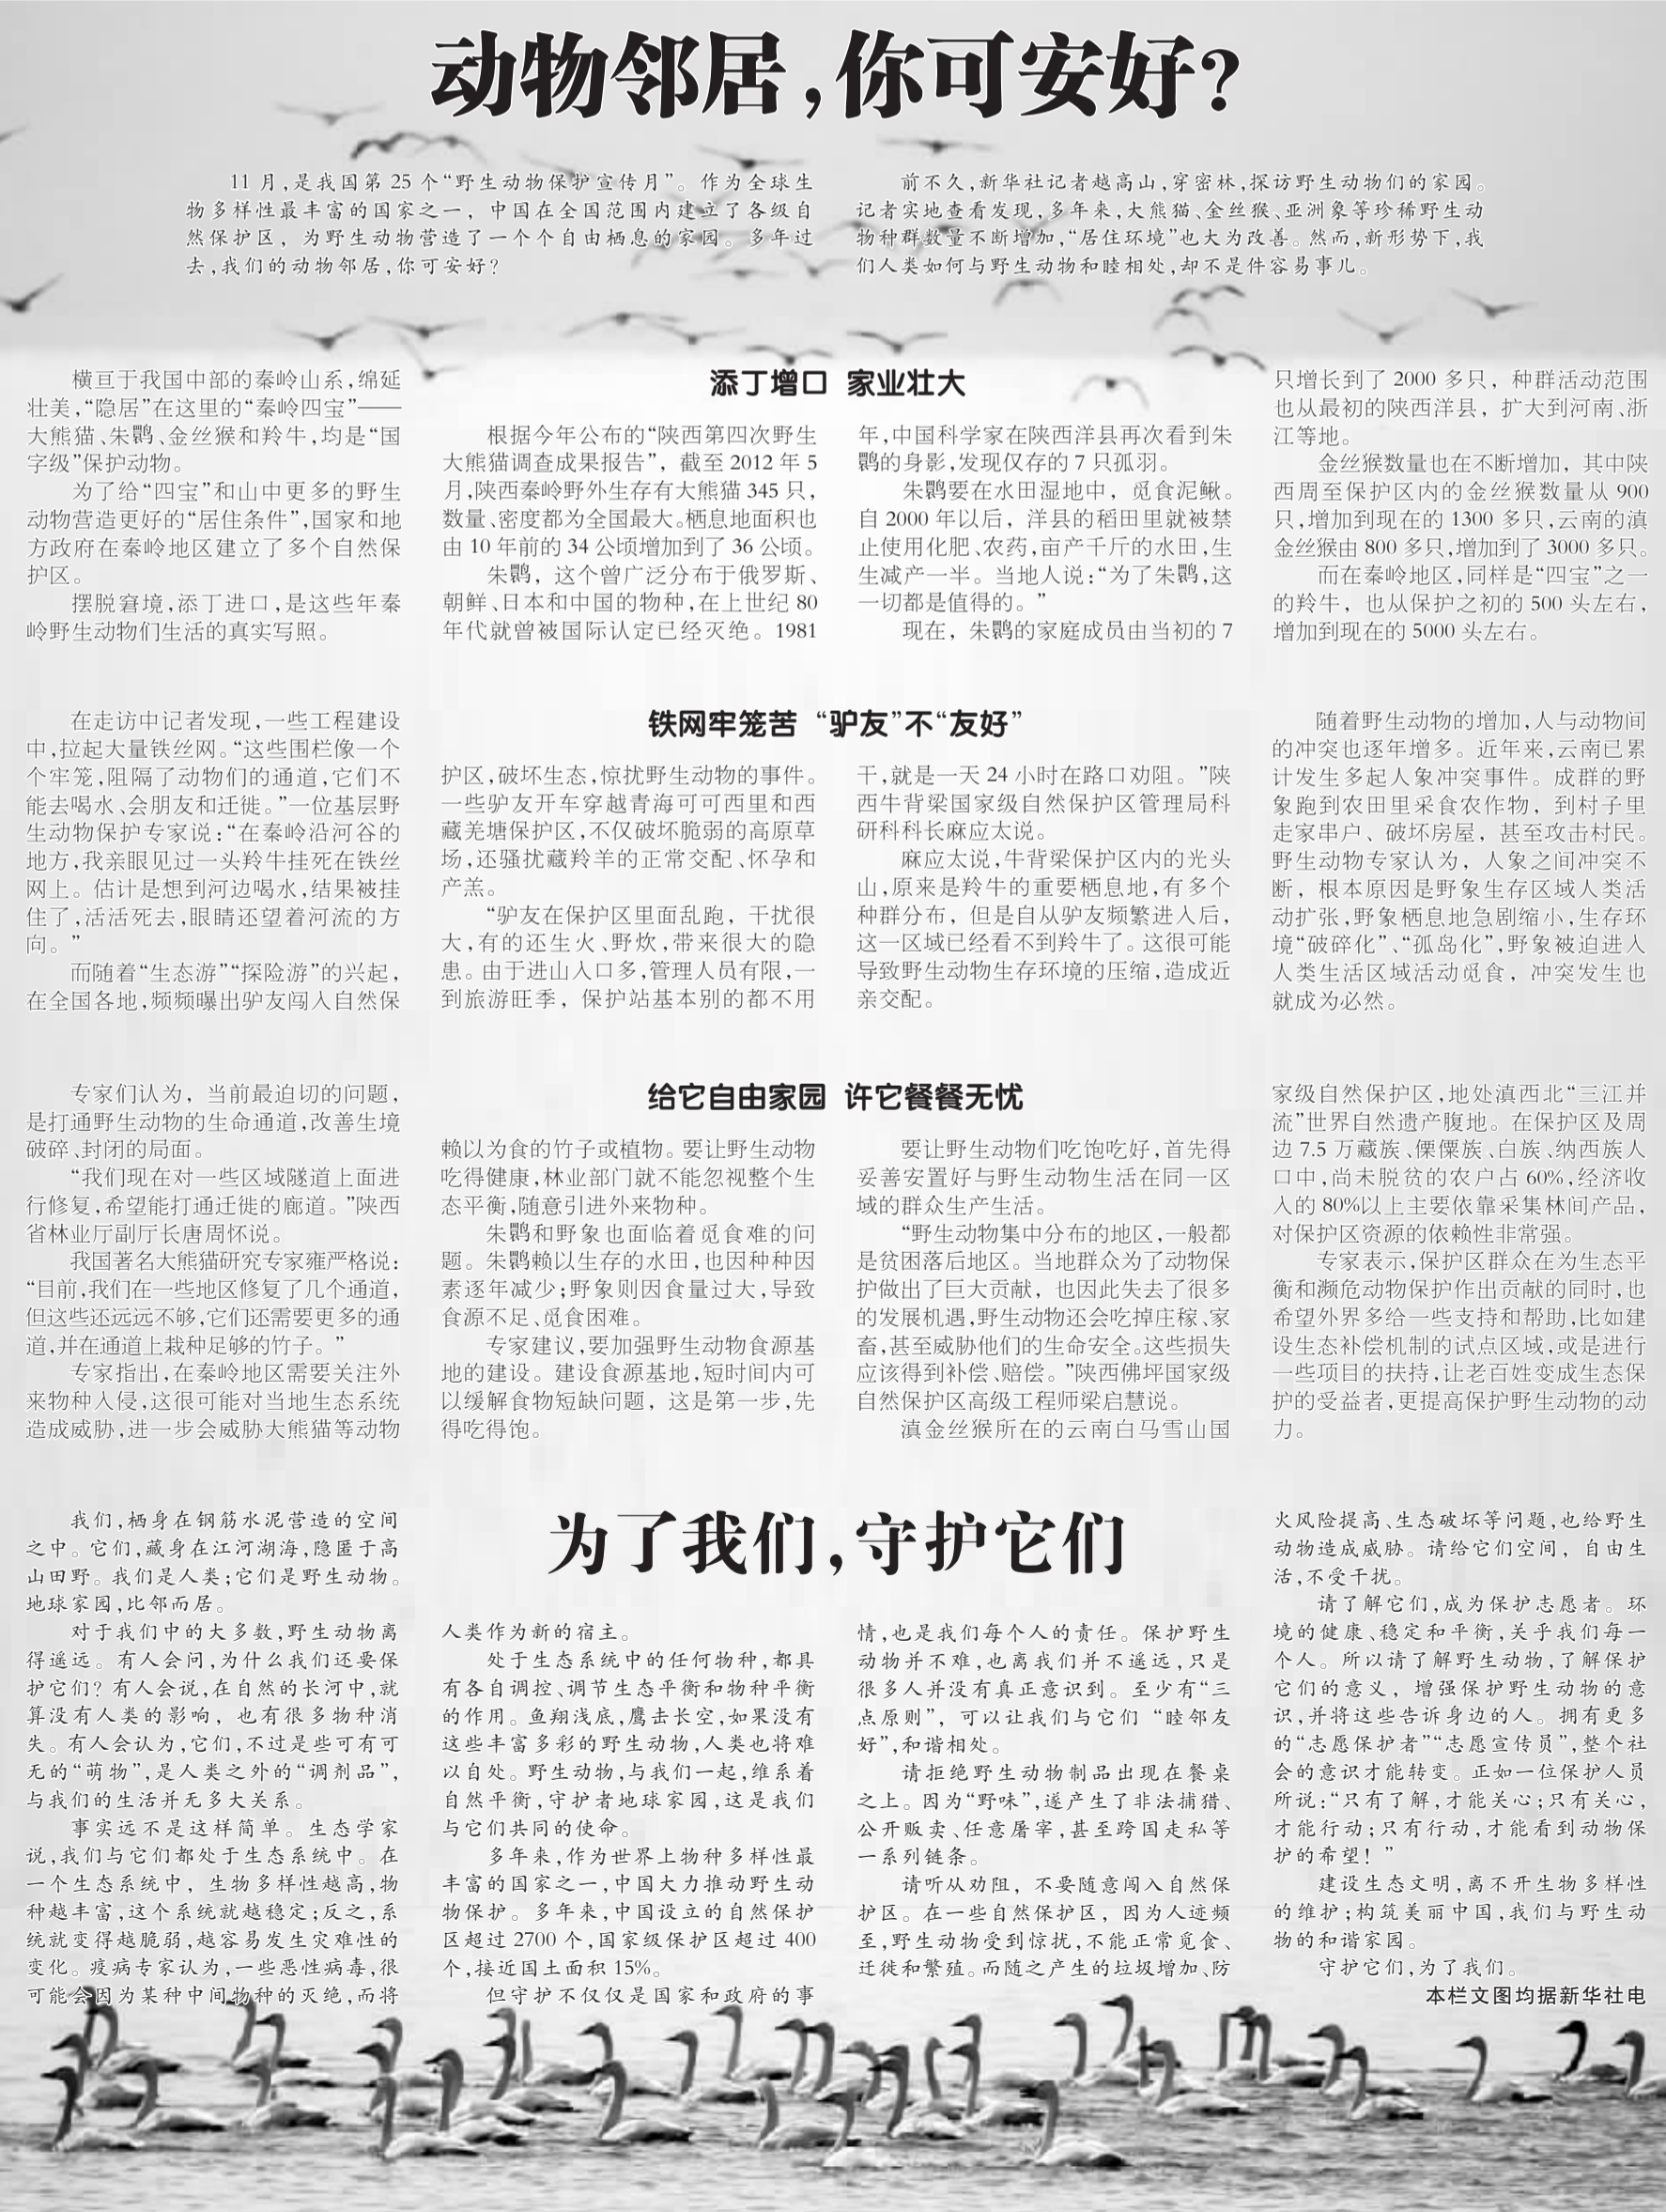 动物邻居，你可安好?
11 月，是我国第 25 个“野生动物保护宣传月”。作为全球生
物多样性最丰富的国家之一，中国在全国范围内建立了各级自
然保护区，为野生动物营造了一个个自由栖息的家园。多年过
去，我们的动物邻居，你可安好?
前不久，新华社记者越高山，穿密林，探访野生动物们的家园。
记者实地查看发现，多年来，大熊猫、金丝猴、亚洲象等珍稀野生动
物种群数量不断增加，“居住环境”也大为改善。然而，新形势下，我
们人类如何与野生动物和睦相处，却不是件容易事儿。
添丁增口 家业壮大
横亘于我国中部的秦岭山系，绵延
壮美，“隐居”在这里的“秦岭四宝”——
大熊猫、朱鹮、金丝猴和羚牛，均是“国
字级”保护动物。
为了给“四宝”和山中更多的野生
动物营造更好的“居住条件”，国家和地
方政府在秦岭地区建立了多个自然保
护区。
摆脱窘境，添丁进口，是这些年秦
岭野生动物们生活的真实写照。
根据今年公布的“陕西第四次野生
大熊猫调查成果报告”，截至 2012 年 5
月，陕西秦岭野外生存有大熊猫 345 只，
数量、密度都为全国最大。栖息地面积也
由 10 年前的 34 公顷增加到了 36 公顷。
朱鹮，这个曾广泛分布于俄罗斯、
朝鲜、日本和中国的物种，在上世纪 80
年代就曾被国际认定已经灭绝。1981
年，中国科学家在陕西洋县再次看到朱
鹮的身影，发现仅存的 7 只孤羽。
朱鹮要在水田湿地中，觅食泥鳅。
自 2000 年以后，洋县的稻田里就被禁
止使用化肥、农药，亩产千斤的水田，生
生减产一半。当地人说：“为了朱鹮，这
一切都是值得的。”
现在，朱鹮的家庭成员由当初的 7
只增长到了 2000 多只，种群活动范围
也从最初的陕西洋县，扩大到河南、浙
江等地。
金丝猴数量也在不断增加，其中陕
西周至保护区内的金丝猴数量从 900
只，增加到现在的 1300 多只，云南的滇
金丝猴由 800 多只，增加到了 3000 多只。
而在秦岭地区，同样是“四宝”之一
的羚牛，也从保护之初的 500 头左右，
增加到现在的 5000 头左右。
铁网牢笼苦 “驴友”不“友好”
在走访中记者发现，一些工程建设
中，拉起大量铁丝网。“这些围栏像一个
个牢笼，阻隔了动物们的通道，它们不
能去喝水、会朋友和迁徙。”一位基层野
生动物保护专家说：“在秦岭沿河谷的
地方，我亲眼见过一头羚牛挂死在铁丝
网上。估计是想到河边喝水，结果被挂
住了，活活死去，眼睛还望着河流的方
向。”
而随着“生态游”“探险游”的兴起，
在全国各地，频频曝出驴友闯入自然保
护区，破坏生态，惊扰野生动物的事件。
一些驴友开车穿越青海可可西里和西
藏羌塘保护区，不仅破坏脆弱的高原草
场，还骚扰藏羚羊的正常交配、怀孕和
产羔。
“驴友在保护区里面乱跑，干扰很
大，有的还生火、野炊，带来很大的隐
患。由于进山入口多，管理人员有限，一
到旅游旺季，保护站基本别的都不用
干，就是一天 24 小时在路口劝阻。”陕
西牛背梁国家级自然保护区管理局科
研科科长麻应太说。
麻应太说，牛背梁保护区内的光头
山，原来是羚牛的重要栖息地，有多个
种群分布，但是自从驴友频繁进入后，
这一区域已经看不到羚牛了。这很可能
导致野生动物生存环境的压缩，造成近
亲交配。
随着野生动物的增加，人与动物间
的冲突也逐年增多。近年来，云南已累
计发生多起人象冲突事件。成群的野
象跑到农田里采食农作物，到村子里
走家串户、破坏房屋，甚至攻击村民。
野生动物专家认为，人象之间冲突不
断，根本原因是野象生存区域人类活
动扩张，野象栖息地急剧缩小，生存环
境“破碎化”、“孤岛化”，野象被迫进入
人类生活区域活动觅食，冲突发生也
就成为必然。
给它自由家园 许它餐餐无忧
专家们认为，当前最迫切的问题，
是打通野生动物的生命通道，改善生境
破碎、封闭的局面。
“我们现在对一些区域隧道上面进
行修复，希望能打通迁徙的廊道。”陕西
省林业厅副厅长唐周怀说。
我国著名大熊猫研究专家雍严格说：
“目前，我们在一些地区修复了几个通道，
但这些还远远不够，它们还需要更多的通
道，并在通道上栽种足够的竹子。”
专家指出，在秦岭地区需要关注外
来物种入侵，这很可能对当地生态系统
造成威胁，进一步会威胁大熊猫等动物
赖以为食的竹子或植物。要让野生动物
吃得健康，林业部门就不能忽视整个生
态平衡，随意引进外来物种。
朱鹮和野象也面临着觅食难的问
题。朱鹮赖以生存的水田，也因种种因
素逐年减少；野象则因食量过大，导致
食源不足、觅食困难。
专家建议，要加强野生动物食源基
地的建设。建设食源基地，短时间内可
以缓解食物短缺问题，这是第一步，先
得吃得饱。
要让野生动物们吃饱吃好，首先得
妥善安置好与野生动物生活在同一区
域的群众生产生活。
“野生动物集中分布的地区，一般都
是贫困落后地区。当地群众为了动物保
护做出了巨大贡献，也因此失去了很多
的发展机遇，野生动物还会吃掉庄稼、家
畜，甚至威胁他们的生命安全。这些损失
应该得到补偿、赔偿。”陕西佛坪国家级
自然保护区高级工程师梁启慧说。
滇金丝猴所在的云南白马雪山国
家级自然保护区，地处滇西北“三江并
流”世界自然遗产腹地。在保护区及周
边 7.5 万藏族、傈僳族、白族、纳西族人
口中，尚未脱贫的农户占 60%，经济收
入的 80%以上主要依靠采集林间产品，
对保护区资源的依赖性非常强。
专家表示，保护区群众在为生态平
衡和濒危动物保护作出贡献的同时，也
希望外界多给一些支持和帮助，比如建
设生态补偿机制的试点区域，或是进行
一些项目的扶持，让老百姓变成生态保
护的受益者，更提高保护野生动物的动
力。
为了我们，守护它们
我们，栖身在钢筋水泥营造的空间
之中。它们，藏身在江河湖海，隐匿于高
山田野。我们是人类；它们是野生动物。
地球家园，比邻而居。
对于我们中的大多数，野生动物离
得遥远。有人会问，为什么我们还要保
护它们？有人会说，在自然的长河中，就
算没有人类的影响，也有很多物种消
失。有人会认为，它们，不过是些可有可
无的“萌物”，是人类之外的“调剂品”，
与我们的生活并无多大关系。
事实远不是这样简单。生态学家
说，我们与它们都处于生态系统中。在
一个生态系统中，生物多样性越高，物
种越丰富，这个系统就越稳定；反之，系
统就变得越脆弱，越容易发生灾难性的
变化。疫病专家认为，一些恶性病毒，很
可能会因为某种中间物种的灭绝，而将
人类作为新的宿主。
处于生态系统中的任何物种，都具
有各自调控、调节生态平衡和物种平衡
的作用。鱼翔浅底，鹰击长空，如果没有
这些丰富多彩的野生动物，人类也将难
以自处。野生动物，与我们一起，维系着
自然平衡，守护者地球家园，这是我们
与它们共同的使命。
多年来，作为世界上物种多样性最
丰富的国家之一，中国大力推动野生动
物保护。多年来，中国设立的自然保护
区超过 2700 个，国家级保护区超过 400
个，接近国土面积 15%。
但守护不仅仅是国家和政府的事
情，也是我们每个人的责任。保护野生
动物并不难，也离我们并不遥远，只是
很多人并没有真正意识到。至少有“三
点原则”，可以让我们与它们 “睦邻友
好”，和谐相处。
请拒绝野生动物制品出现在餐桌
之上。因为“野味”，遂产生了非法捕猎、
公开贩卖、任意屠宰，甚至跨国走私等
一系列链条。
请听从劝阻，不要随意闯入自然保
护区。在一些自然保护区，因为人迹频
至，野生动物受到惊扰，不能正常觅食、
迁徙和繁殖。而随之产生的垃圾增加、防
火风险提高、生态破坏等问题，也给野生
动物造成威胁。请给它们空间，自由生
活，不受干扰。
请了解它们，成为保护志愿者。环
境的健康、稳定和平衡，关乎我们每一
个人。所以请了解野生动物，了解保护
它们的意义，增强保护野生动物的意
识，并将这些告诉身边的人。拥有更多
的“志愿保护者”“志愿宣传员”，整个社
会的意识才能转变。正如一位保护人员
所说：“只有了解，才能关心；只有关心，
才能行动；只有行动，才能看到动物保
护的希望！”
建设生态文明，离不开生物多样性
的维护；构筑美丽中国，我们与野生动
物的和谐家园。
守护它们，为了我们。
本栏文图均据新华社电